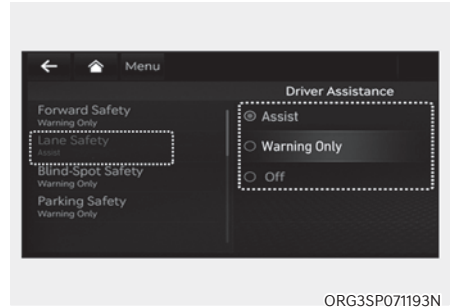 Menu
Driver Assistance
Forward Safety
Warning Only
Lane Safety
Assist
Blind-Spot Safety
Warning Only
Parking Safety
Warning Only
Assist
Warning Only
Off
ORG3SP071193N